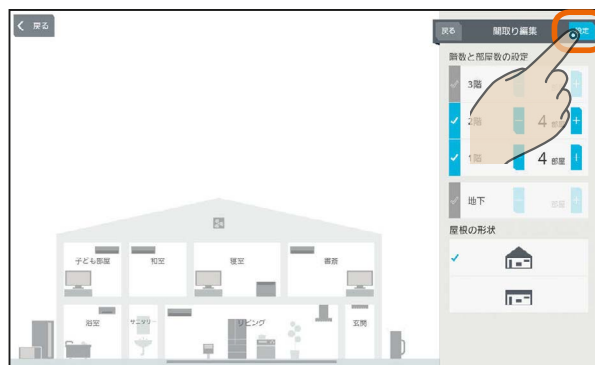 戻る
戻る
間取り編集
設定
階数と部屋数の設定
3階
部屋
2階
4 部屋
1階
4 部屋
地下
部屋
屋根の形状
子ども部屋
和室
寝室
書斎
浴室
サニタリー
リビング
玄関